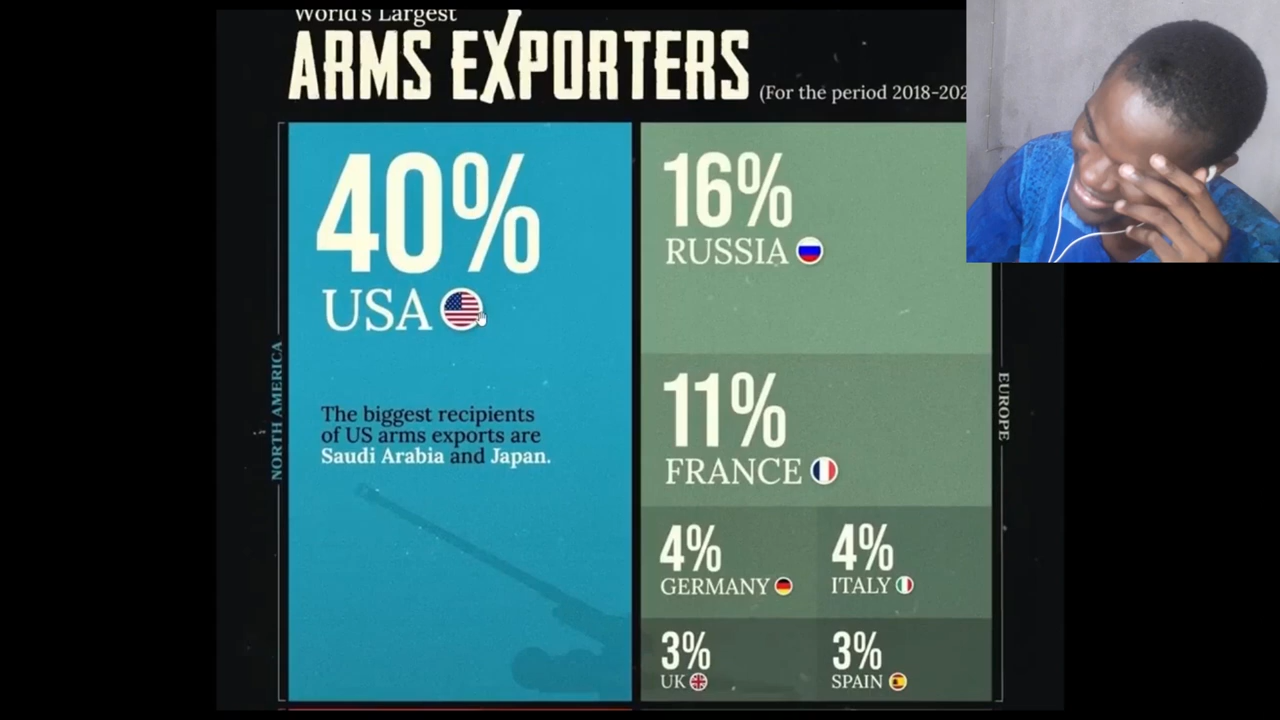 World's Largest
ARMS EXPORTERS
(For the period 2018-202
40%
USA
The biggest recipients
of US arms exports are
Saudi Arabia and Japan.
NORTH AMERICA
16%
RUSSIA
11%
FRANCE
4%
GERMANY
4%
ITALY
3%
UK
3%
SPAIN
EUROPE